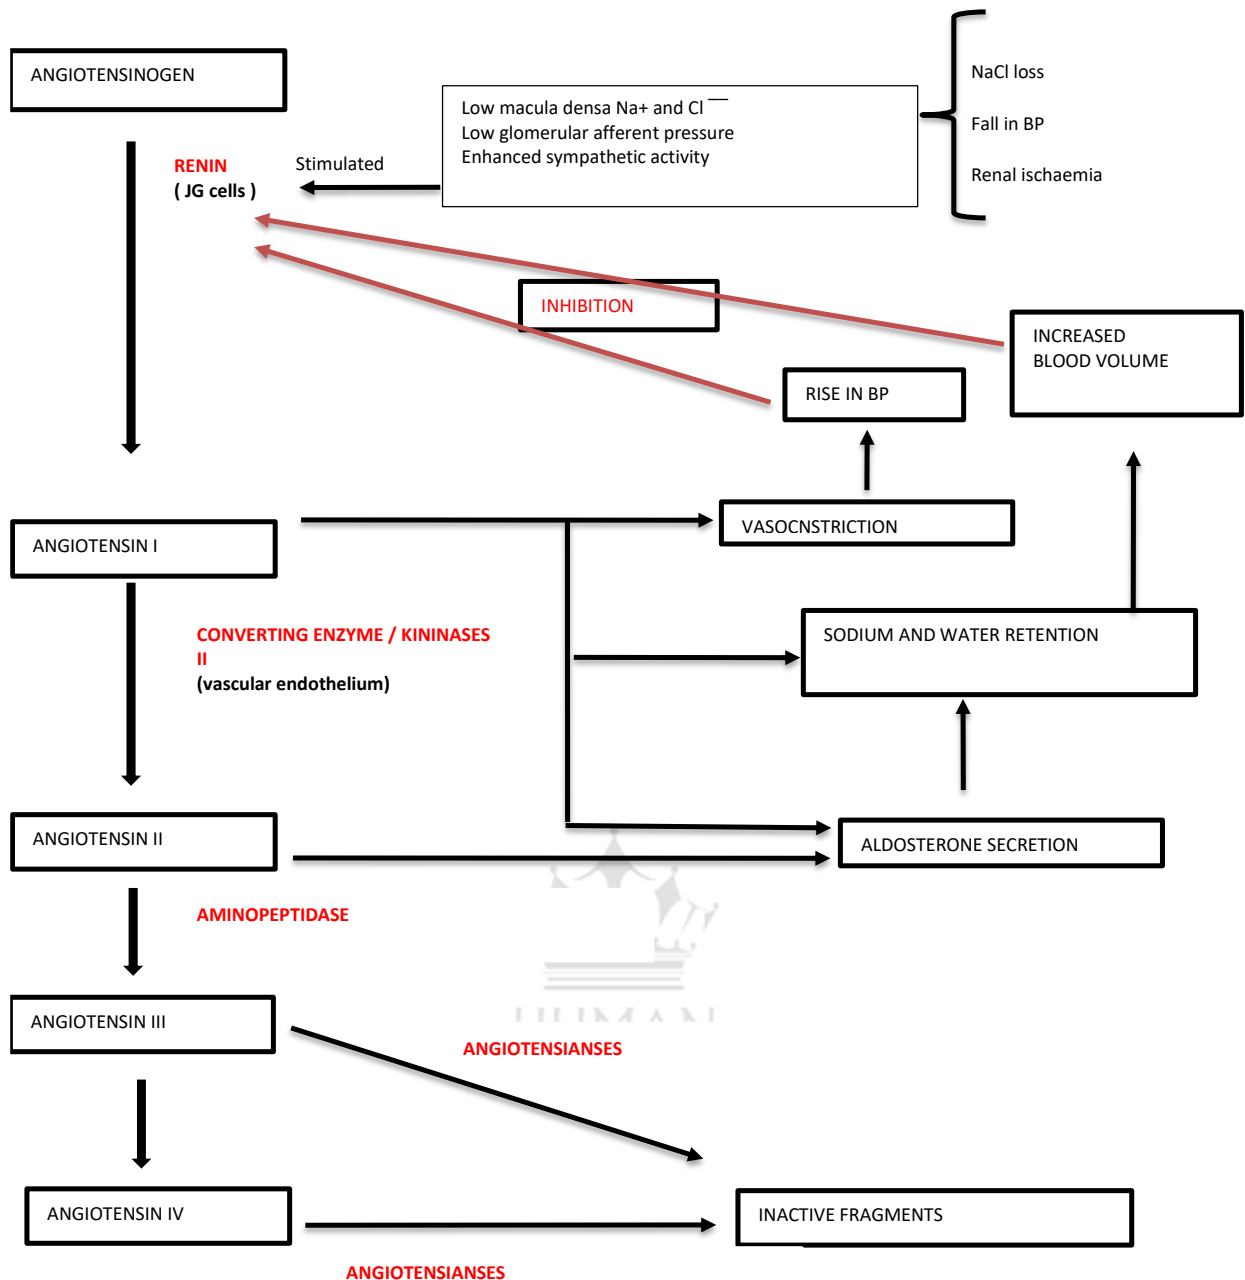 ANGIOTENSINOGEN
NaCl loss
Low macula densa Na+ and Cl ¯¯
Low glomerular afferent pressure
Enhanced sympathetic activity
Fall in BP
Renal ischaemia
RENIN
( JG cells )
Stimulated
INHIBITION
INCREASED
BLOOD VOLUME
RISE IN BP
VASOCNSTRICTION
ANGIOTENSIN I
CONVERTING ENZYME / KININASES
II
(vascular endothelium)
SODIUM AND WATER RETENTION
ANGIOTENSIN II
ALDOSTERONE SECRETION
AMINOPEPTIDASE
HUMAN
ANGIOTENSIN III
ANGIOTENSIANSES
ANGIOTENSIN IV
INACTIVE FRAGMENTS
ANGIOTENSIANSES